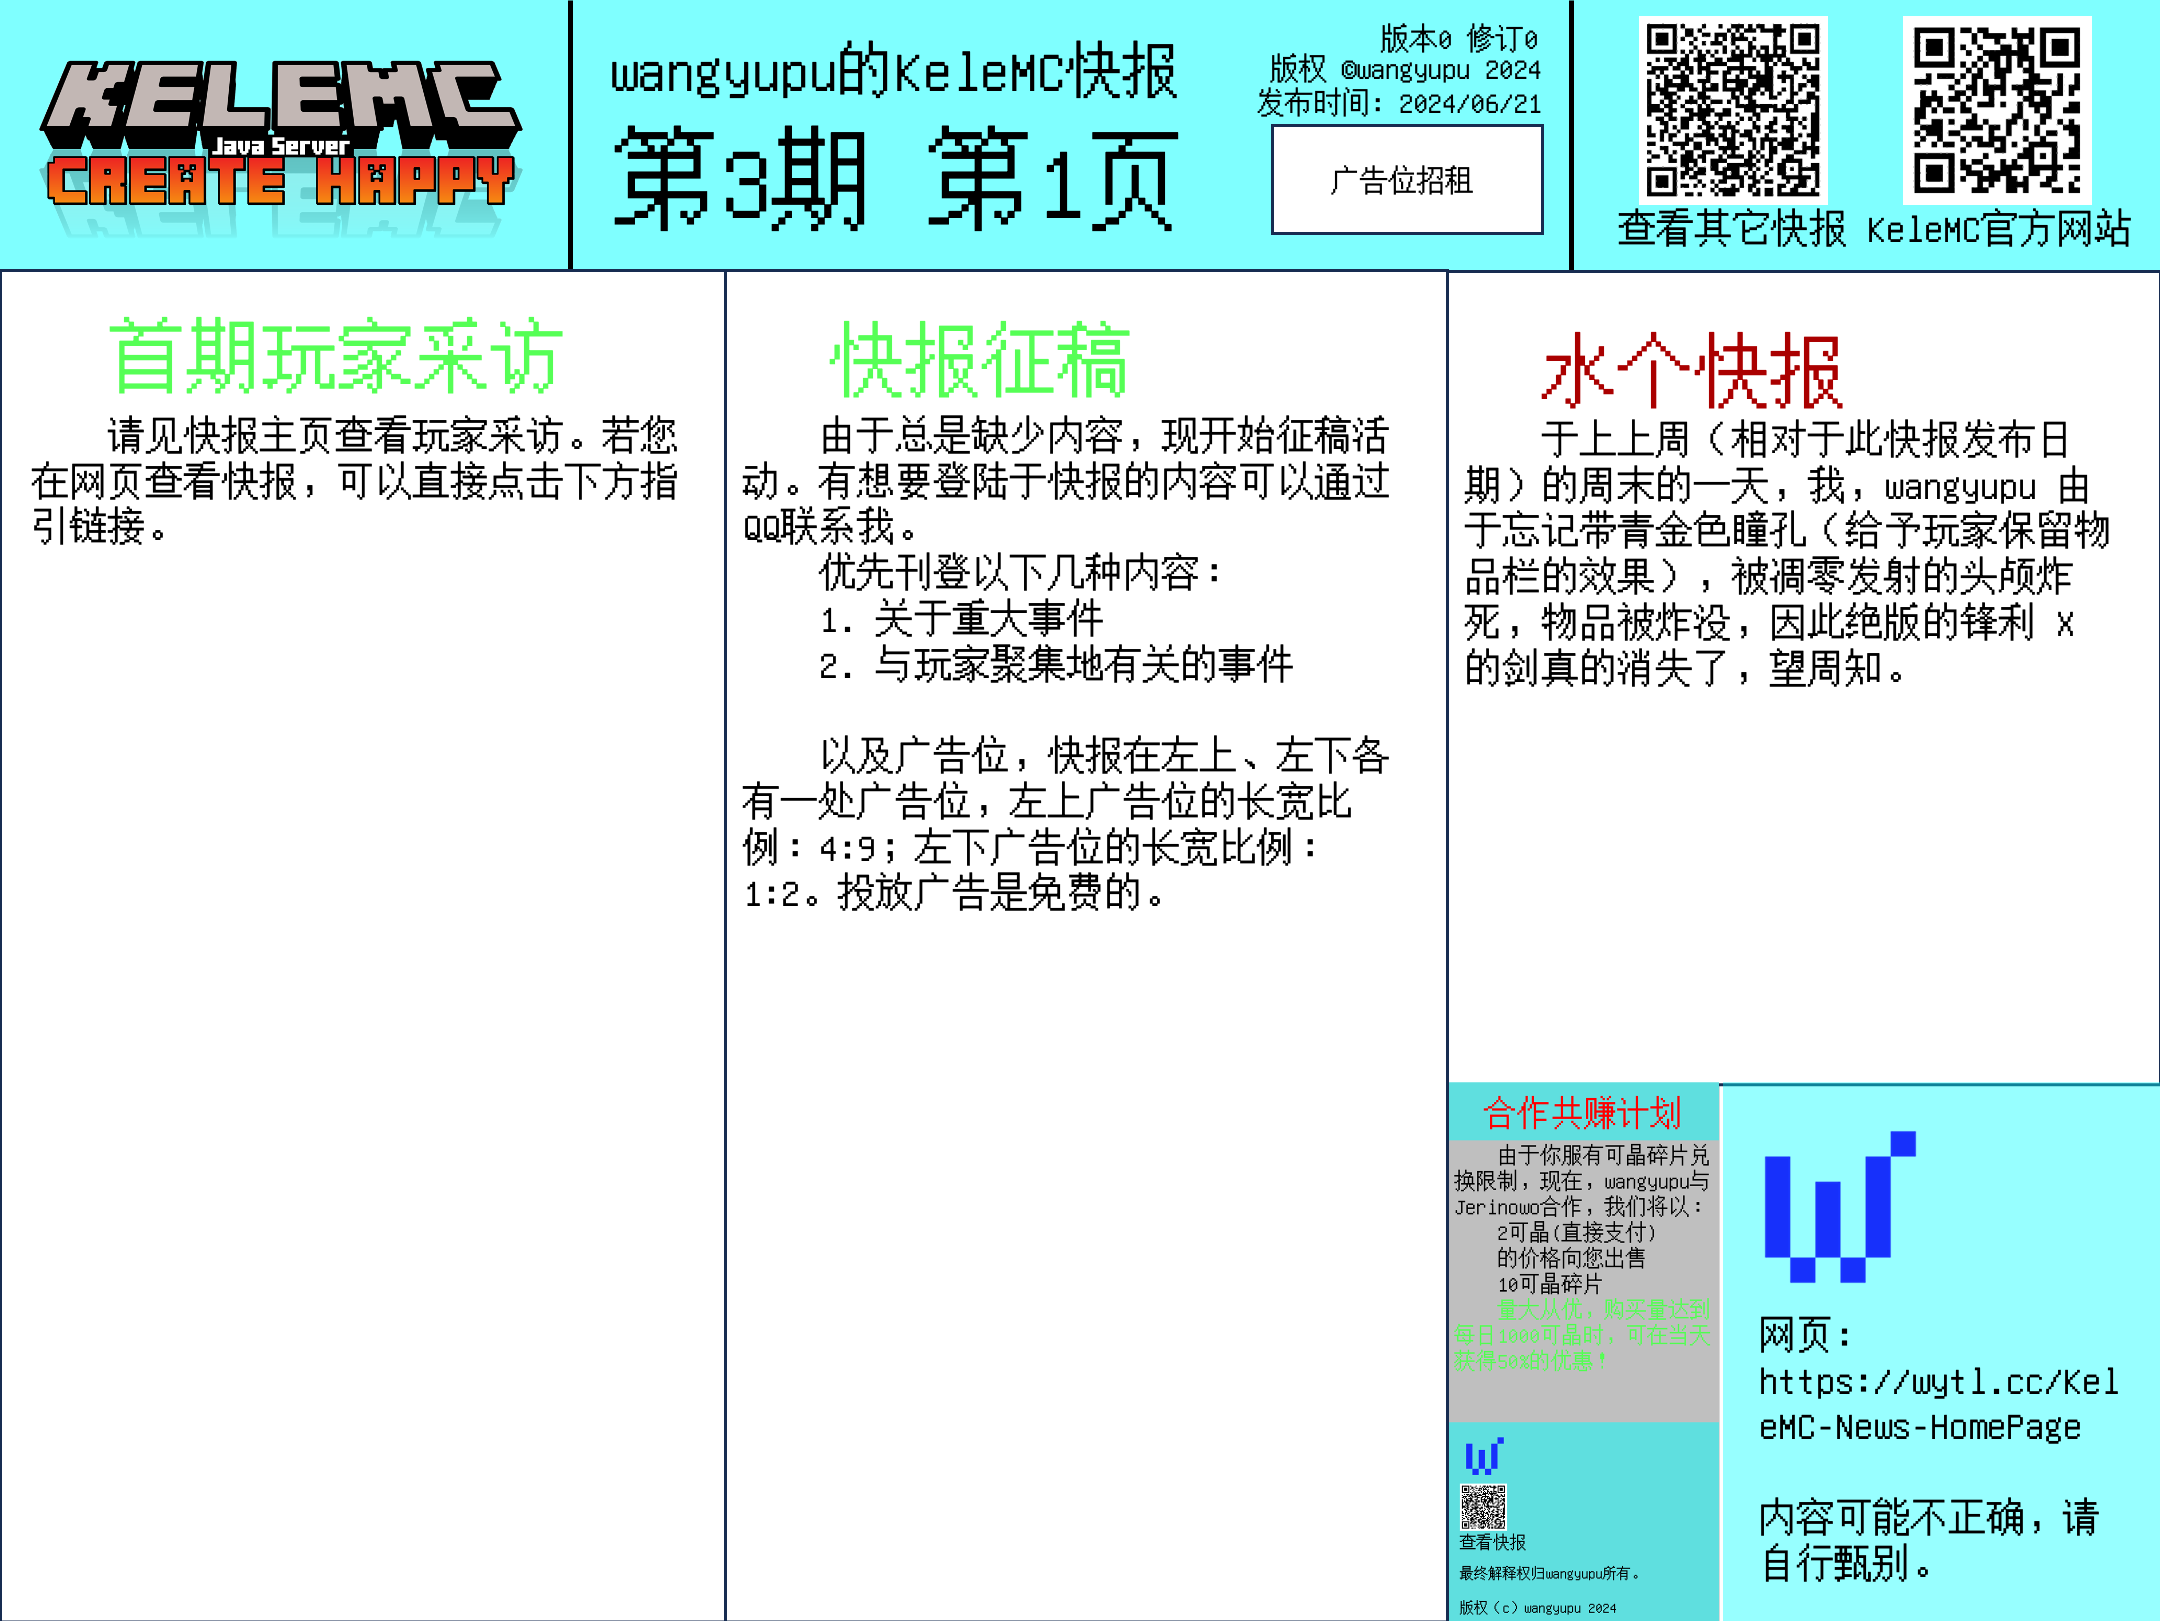 KELEMC
Java Server
CREATE HAPPY
wangyupu的KeleMC快报
第3期 第1页
版本0 修订0
版权 ©wangyupu 2024
发布时间：2024/06/21
广告位招租
查看其它快报
KeleMC官方网站
首期玩家采访
请见快报主页查看玩家采访。若您
在网页查看快报，可以直接点击下方指
引链接。
快报征稿
由于总是缺少内容，现开始征稿活
动。有想要登陆于快报的内容可以通过
QQ联系我。
优先刊登以下几种内容：
1. 关于重大事件
2. 与玩家聚集地有关的事件
以及广告位，快报在左上、左下各
有一处广告位，左上广告位的长宽比
例：4:9；左下广告位的长宽比例：
1:2。投放广告是免费的。
水个快报
于上上周（相对于此快报发布日
期）的周末的一天，我，wangyupu 由
于忘记带青金色瞳孔（给予玩家保留物
品栏的效果），被凋零发射的头颅炸
死，物品被炸没，因此绝版的锋利 X
的剑真的消失了，望周知。
合作共赚计划
由于你服有可晶碎片兑
换限制，现在，wangyupu与
Jerinowo合作，我们将以：
2可晶(直接支付)
的价格向您出售
10可晶碎片
量大从优，购买量达到
每日1000可晶时，可在当天
获得50%的优惠！
查看快报
最终解释权归wangyupu所有。
版权（c）wangyupu 2024
网页：
https://wytl.cc/Kel
eMC-News-HomePage
内容可能不正确，请
自行甄别。